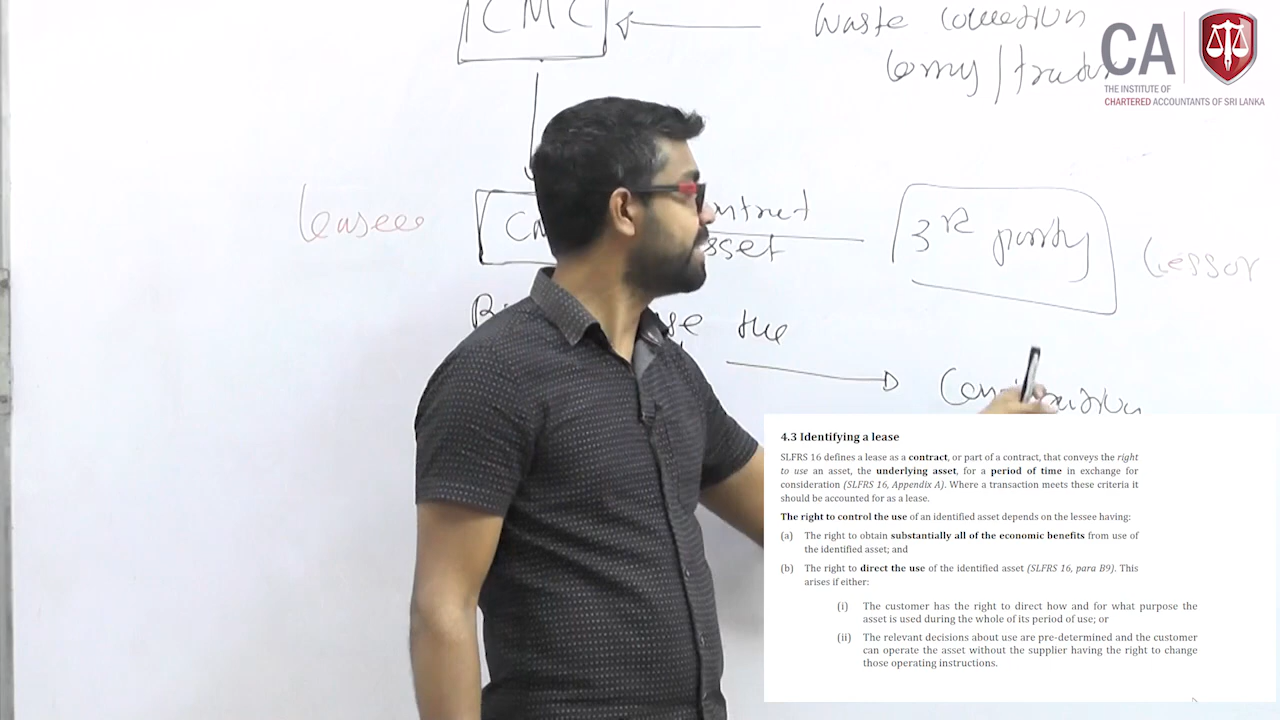 CMC
waste
CA
THE INSTITUTE OF
CHARTERED ACCOUNTANTS OF SRI LANKA
3rd party
Lessor
the
4.3 Identifying a lease
SLFRS 16 defines a lease as a contract, or part of a contract, that conveys the right
to use an asset, the underlying asset, for a period of time in exchange for
consideration (SLFRS 16, Appendix A). Where a transaction meets these criteria it
should be accounted for as a lease.
The right to control the use of an identified asset depends on the lessee having:
(a) The right to obtain substantially all of the economic benefits from use of
the identified asset; and
(b) The right to direct the use of the identified asset (SLFRS 16, para B9). This
arises if either:
(i) The customer has the right to direct how and for what purpose the
asset is used during the whole of its period of use; or
(ii) The relevant decisions about use are pre-determined and the customer
can operate the asset without the supplier having the right to change
those operating instructions.